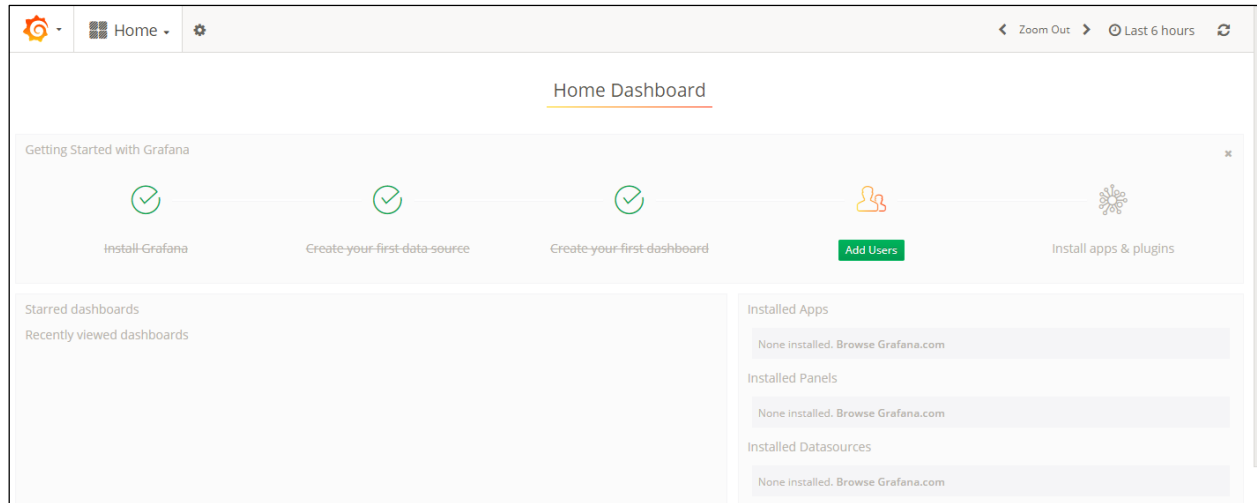 Home
Zoom Out
Last 6 hours
Home Dashboard
Getting Started with Grafana
Install Grafana
Create your first data source
Create your first dashboard
Add Users
Install apps & plugins
Starred dashboards
Recently viewed dashboards
Installed Apps
None installed. Browse Grafana.com
Installed Panels
None installed. Browse Grafana.com
Installed Datasources
None installed. Browse Grafana.com